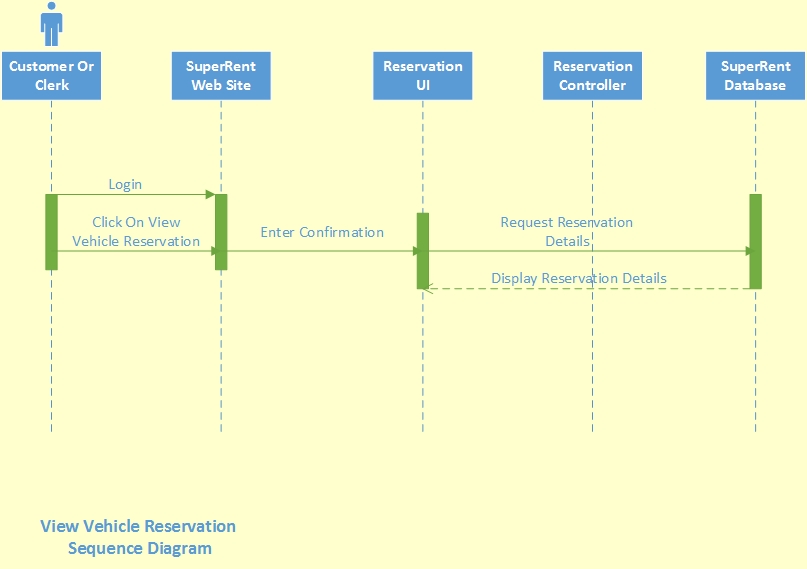 Customer Or
Clerk
SuperRent
Web Site
Reservation
UI
Reservation
Controller
SuperRent
Database
Login
Click On View
Vehicle Reservation
Enter Confirmation
Request Reservation
Details
Display Reservation Details
View Vehicle Reservation
Sequence Diagram